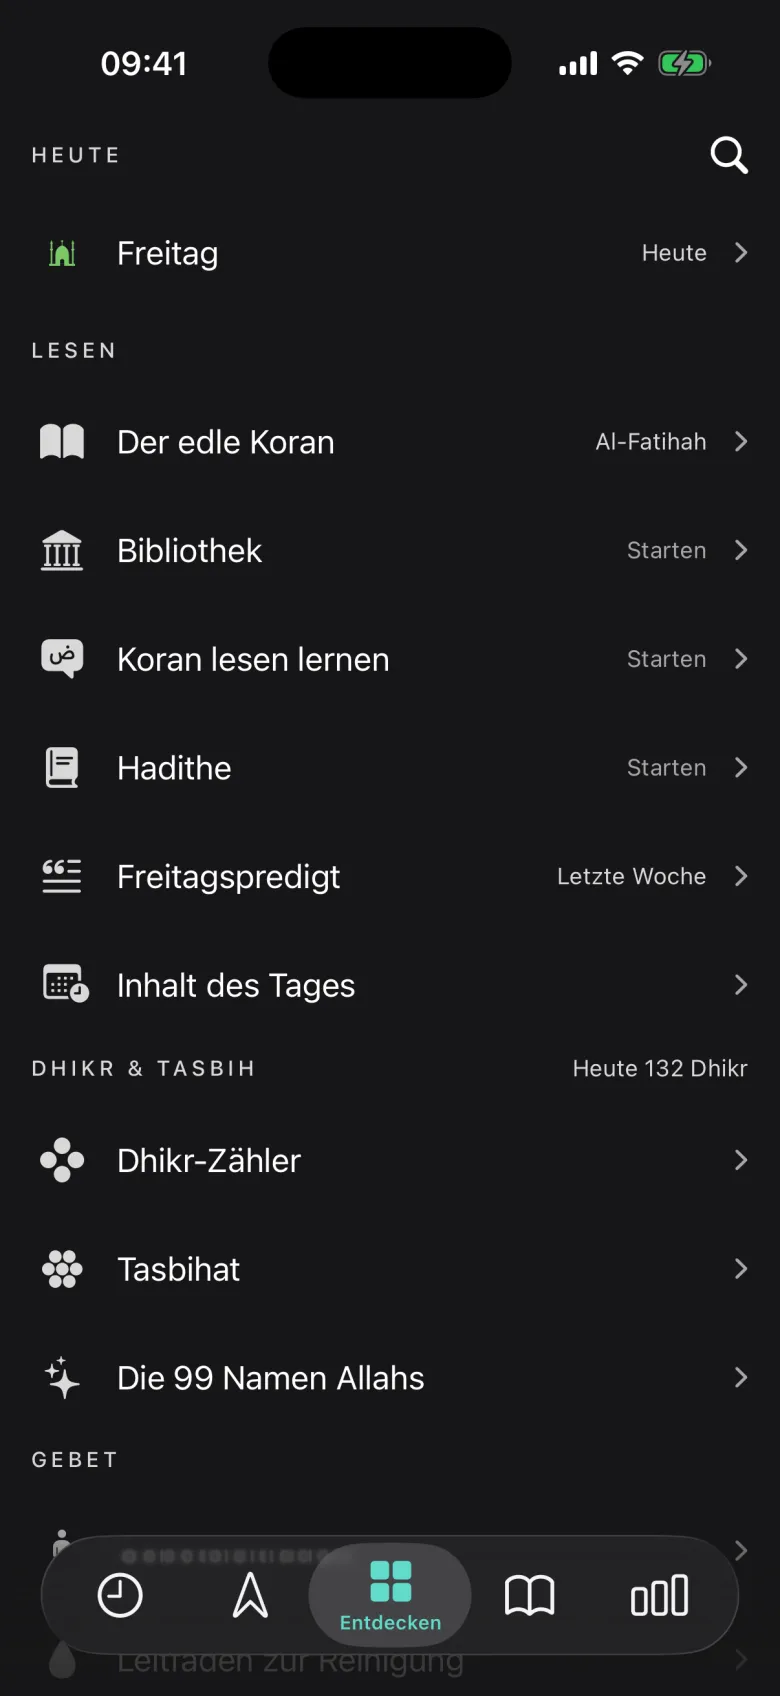 09:41
HEUTE
Freitag Heute
LESEN
Der edle Koran Al-Fatihah
Bibliothek Starten
ض Koran lesen lernen Starten
Hadithe Starten
Freitagspredigt Letzte Woche
Inhalt des Tages
DHIKR & TASBIH Heute 132 Dhikr
Dhikr-Zähler
Tasbihat
Die 99 Namen Allahs
GEBET
Entdecken
Leitfaden zur Reinigung